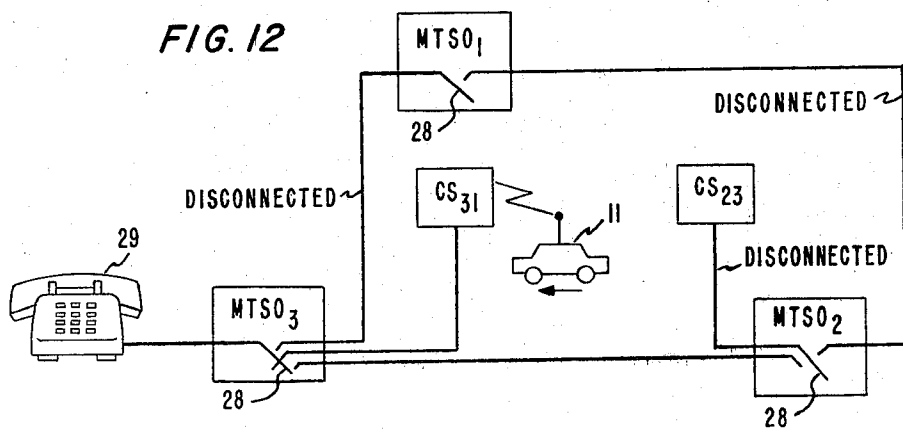 FIG. 12
MTSO1
28
DISCONNECTED
DISCONNECTED
CS31
11
CS23
DISCONNECTED
29
MTSO3
28
MTSO2
28